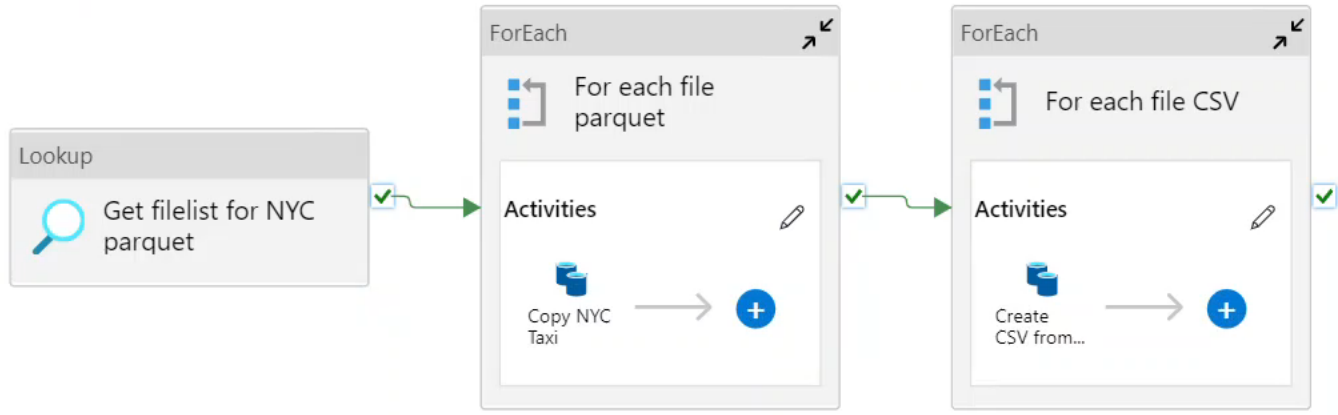 Lookup
Get filelist for NYC
parquet
ForEach
For each file
parquet
Activities
Copy NYC
Taxi
ForEach
For each file CSV
Activities
Create
CSV from...